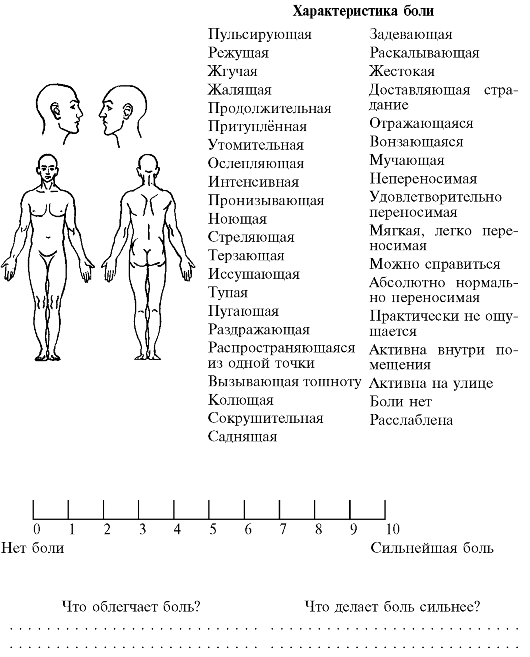 Характеристика боли
Пульсирующая
Режущая
Жгучая
Жалящая
Продолжительная
Притуплённая
Утомительная
Ослепляющая
Интенсивная
Пронизывающая
Ноющая
Стреляющая
Терзающая
Иссушающая
Тупая
Пугающая
Раздражающая
Распространяющаяся
из одной точки
Вызывающая тошноту
Колющая
Сокрушительная
Саднящая
Задевающая
Раскалывающая
Жестокая
Доставляющая стра-
дание
Отражающаяся
Вонзающаяся
Мучающая
Непереносимая
Удовлетворительно
переносимая
Мягкая, легко пере-
носимая
Можно справиться
Абсолютно нормаль-
но переносимая
Практически не ощу-
щается
Активна внутри по-
мещения
Активна на улице
Боли нет
Расслаблена
0 1 2 3 4 5 6 7 8 9 10
Нет боли Сильнейшая боль
Что облегчает боль? Что делает боль сильнее?